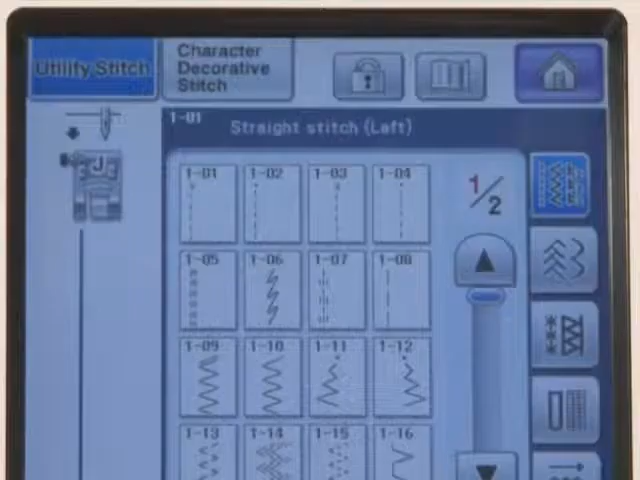 Utility Stitch
Character
Decorative
Stitch
1-01
Straight stitch (Left)
J
1-01 1-02 1-03 1-04
1/2
1-05 1-06 1-07 1-08
1-09 1-10 1-11 1-12
1-13 1-14 1-15 1-16